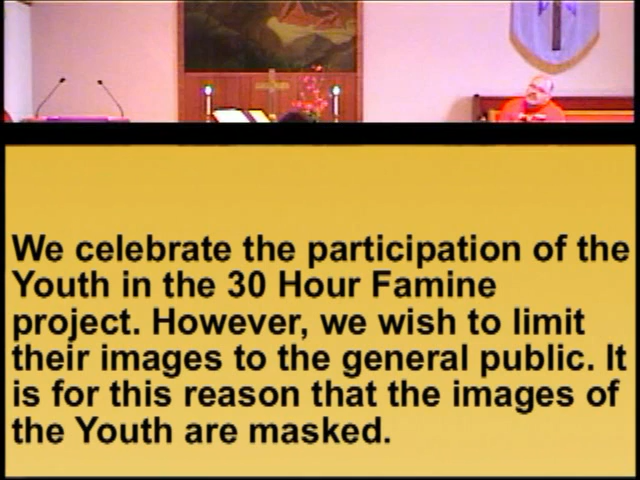 We celebrate the participation of the
Youth in the 30 Hour Famine
project. However, we wish to limit
their images to the general public. It
is for this reason that the images of
the Youth are masked.